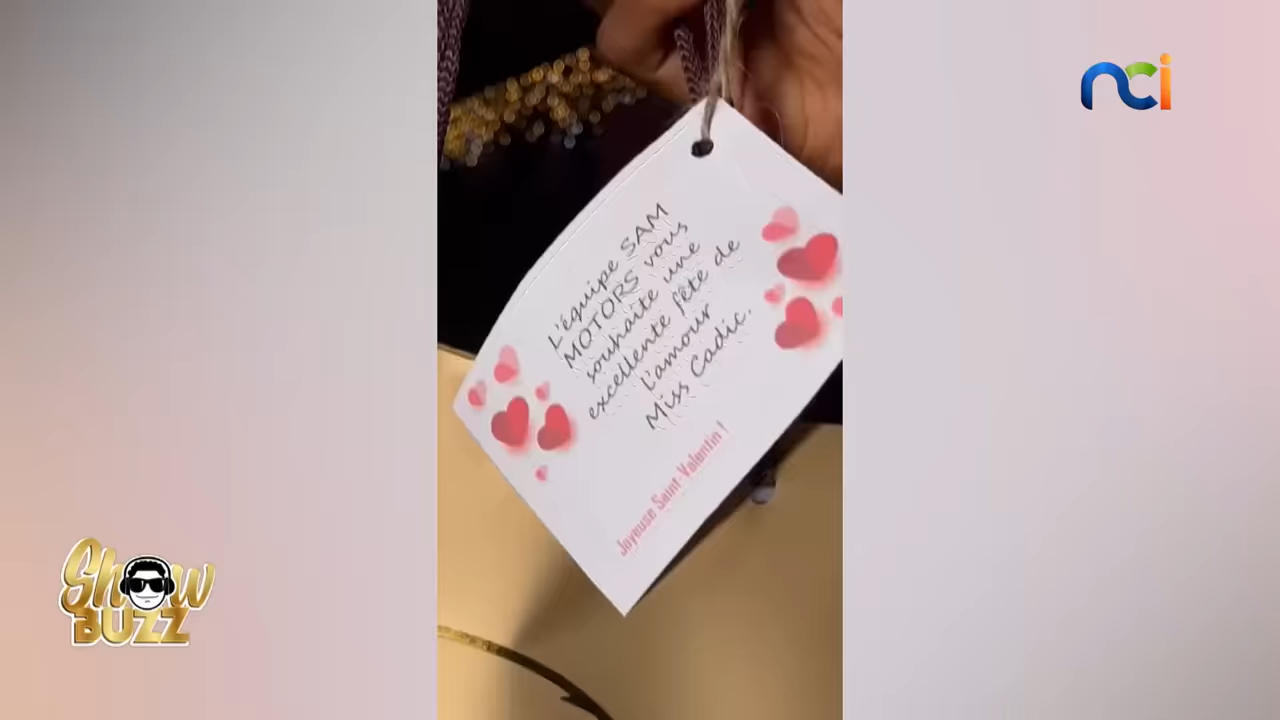 nci
L'équipe SAM
MOTORS vous
souhaite une
excellente fête de
l'amour
Miss Cadic.
Joyeuse Saint-Valentin !
Show
BUZZ